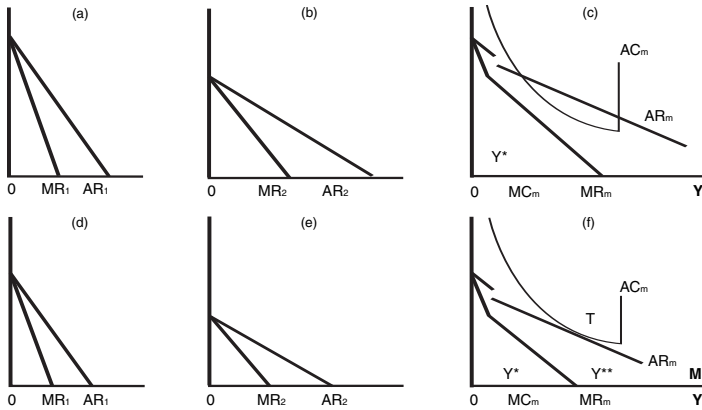 (a)
(b)
(c)
ACm
ARm
Y*
0 MR1 AR1
0 MR2 AR2
0 MCm MRm Y
(d)
(e)
(f)
ACm
T
ARm
Y* Y** M
0 MR1 AR1
0 MR2 AR2
0 MCm MRm Y